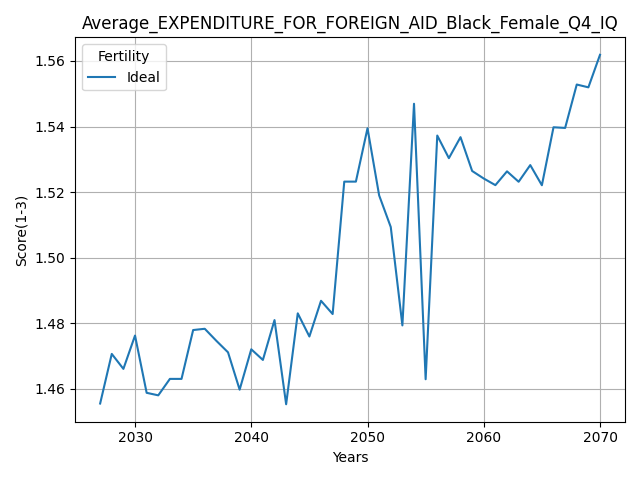 Average_EXPENDITURE_FOR_FOREIGN_AID_Black_Female_Q4_IQ
Fertility
Ideal
1.56
1.54
1.52
1.50
1.48
1.46
Score(1-3)
2030 2040 2050 2060 2070
Years